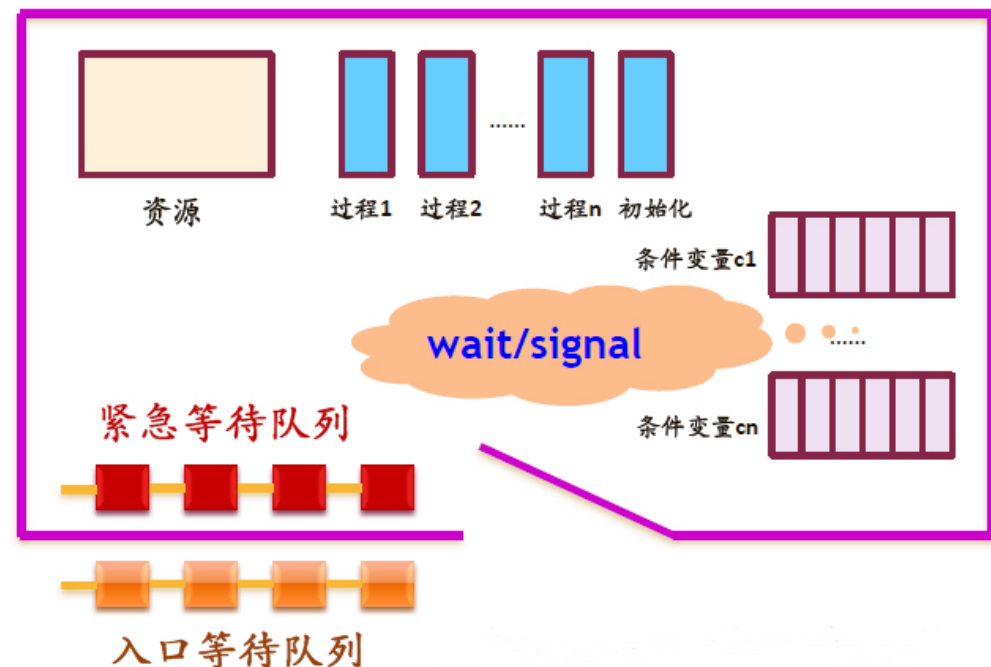 资源
过程1
过程2
......
过程n
初始化
条件变量c1
wait/signal
......
条件变量cn
紧急等待队列
入口等待队列